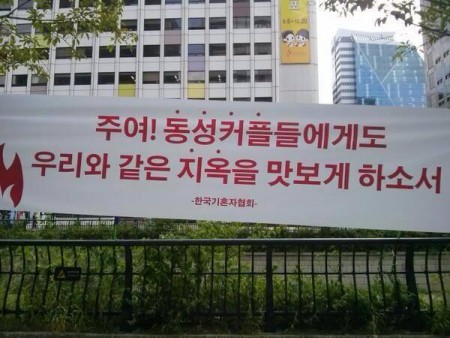 주여! 동성커플들에게도
우리와 같은 지옥을 맛보게 하소서
-한국기혼자협회-